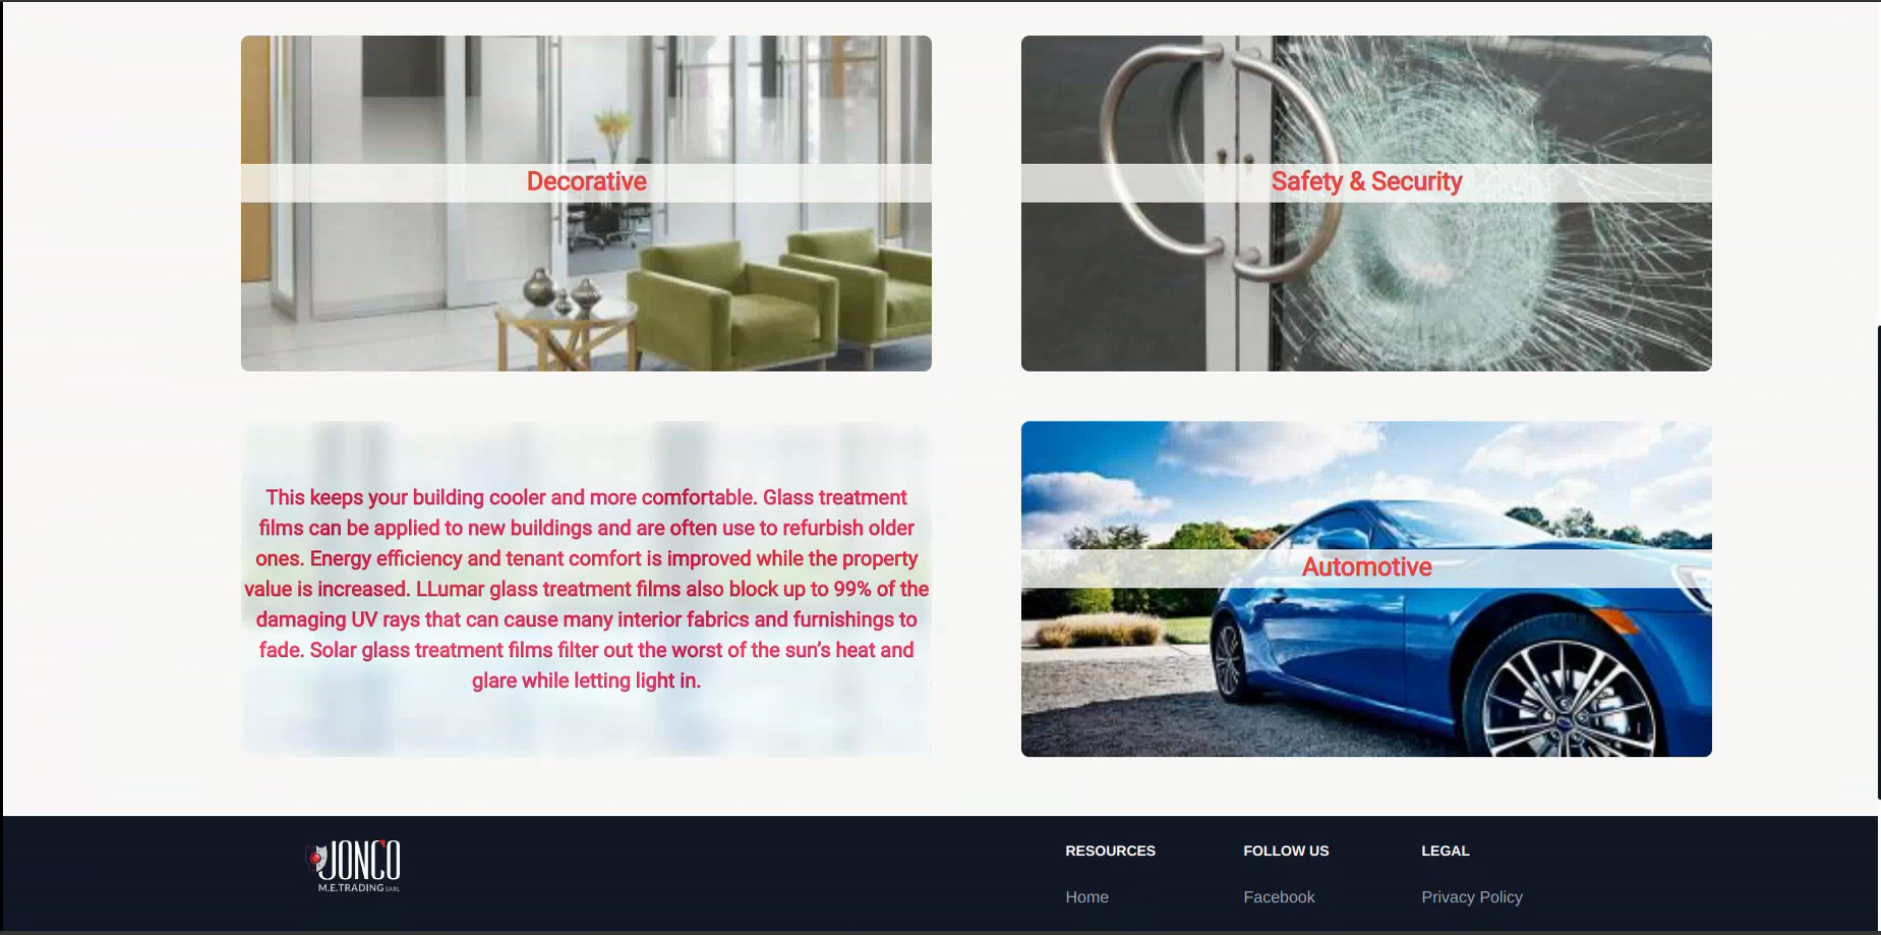 Decorative
Safety & Security
This keeps your building cooler and more comfortable. Glass treatment
films can be applied to new buildings and are often use to refurbish older
ones. Energy efficiency and tenant comfort is improved while the property
value is increased. LLumar glass treatment films also block up to 99% of the
damaging UV rays that can cause many interior fabrics and furnishings to
fade. Solar glass treatment films filter out the worst of the sun’s heat and
glare while letting light in.
Automotive
JONCO
M.E.TRADING SARL
RESOURCES
FOLLOW US
LEGAL
Home
Facebook
Privacy Policy